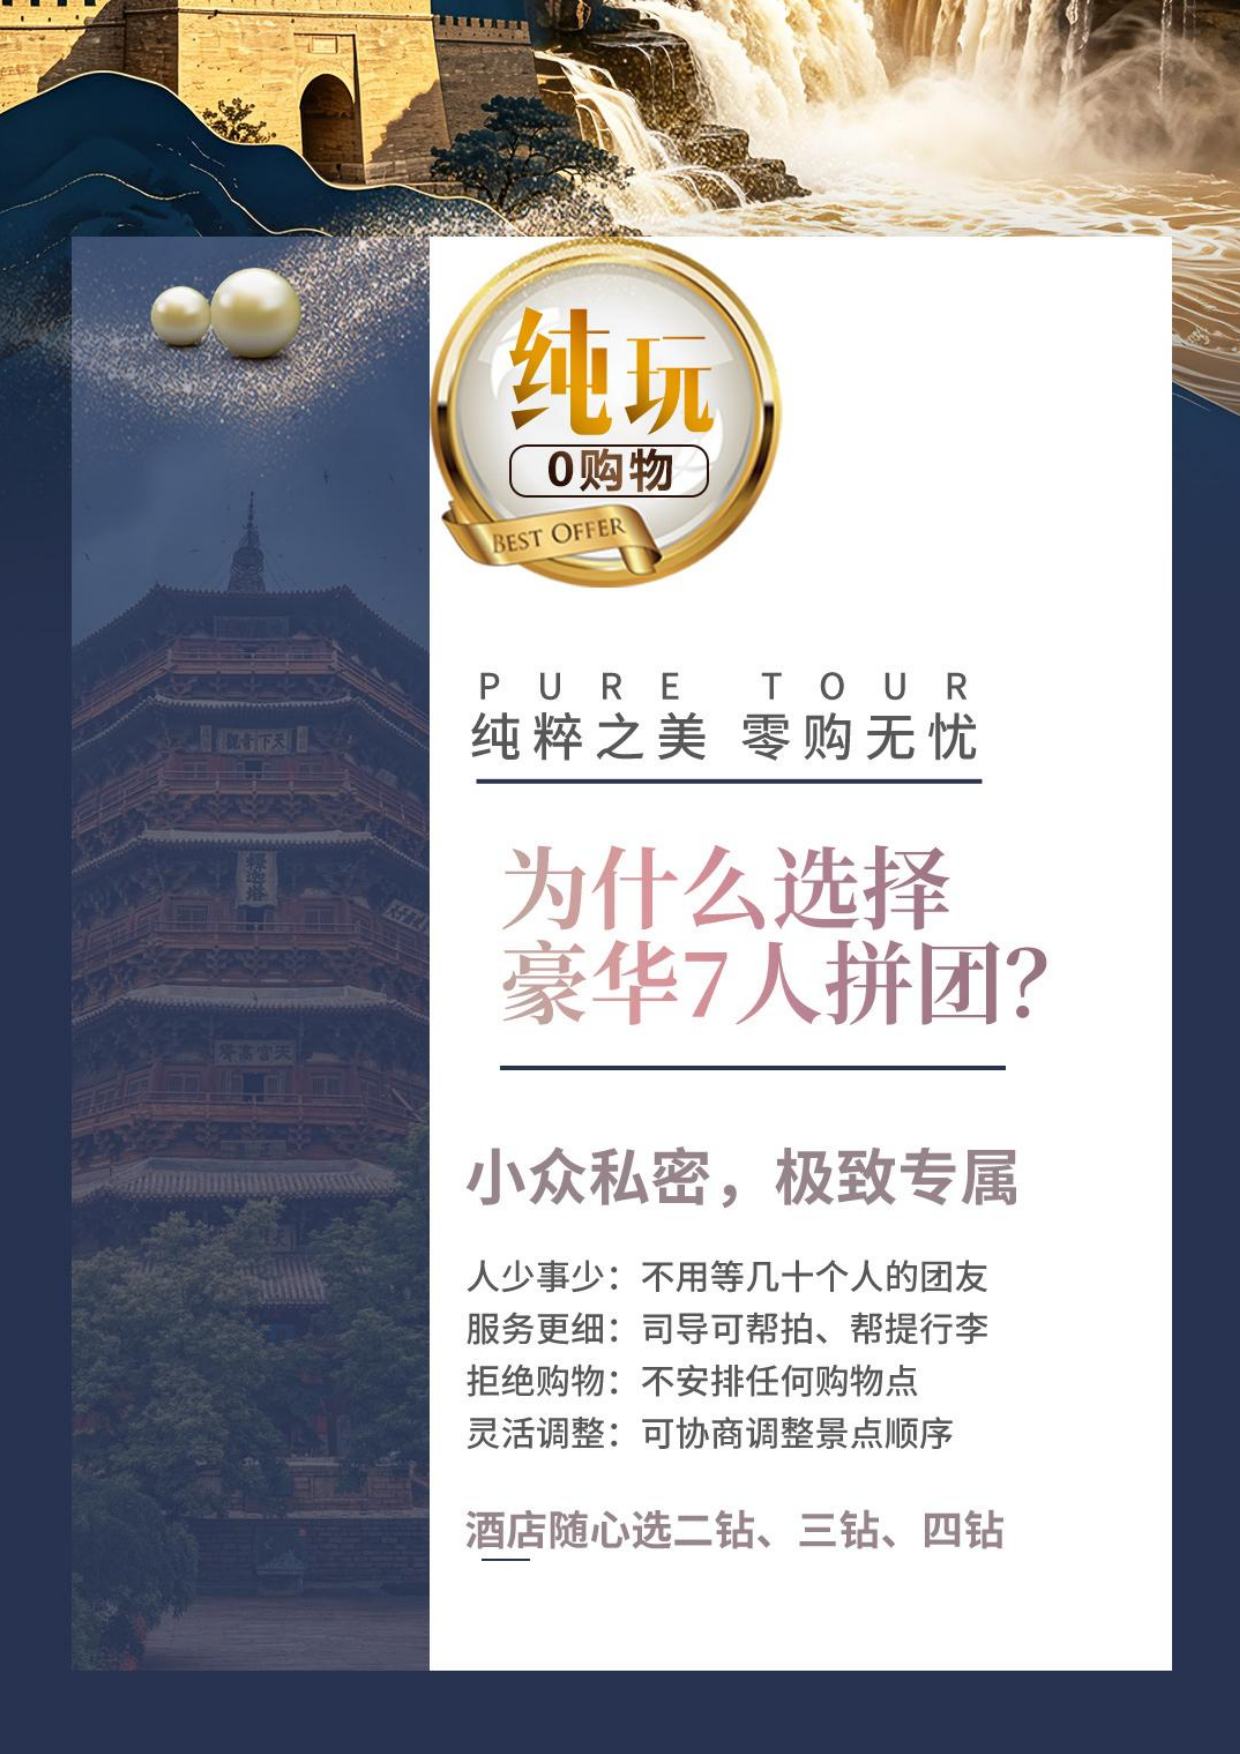 纯玩
0购物
BEST OFFER
PURE TOUR
纯粹之美 零购无忧
为什么选择
豪华7人拼团?
小众私密，极致专属
人少事少：不用等几十个人的团友
服务更细：司导可帮拍、帮提行李
拒绝购物：不安排任何购物点
灵活调整：可协商调整景点顺序
酒店随心选二钻、三钻、四钻